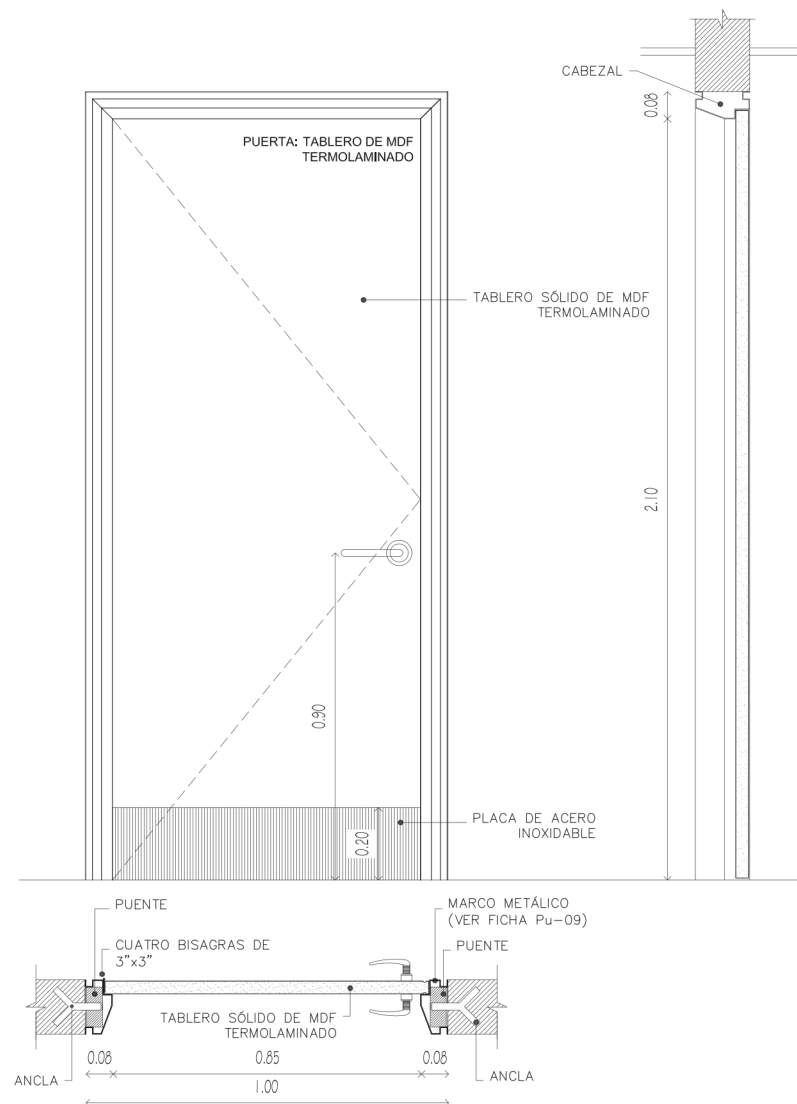 CABEZAL
0.08
PUERTA: TABLERO DE MDF
TERMOLAMINADO
TABLERO SÓLIDO DE MDF
TERMOLAMINADO
2.10
0.90
0.20
PLACA DE ACERO
INOXIDABLE
PUENTE
MARCO METÁLICO
(VER FICHA Pu-09)
CUATRO BISAGRAS DE
3"x3"
PUENTE
TABLERO SÓLIDO DE MDF
TERMOLAMINADO
0.08
0.85
0.08
ANCLA
ANCLA
1.00